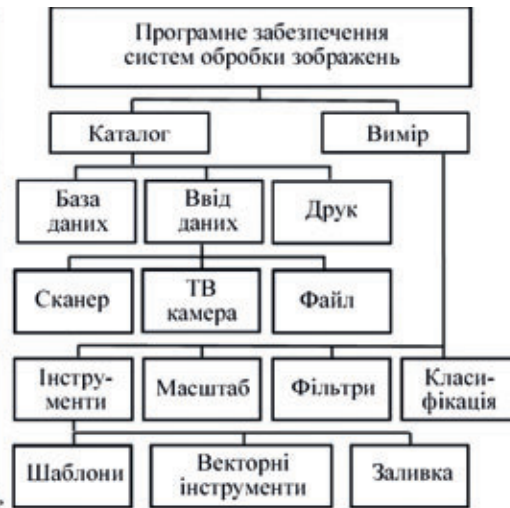 Програмне забезпечення
систем обробки зображень
Каталог
Вимір
База
даних
Ввід
даних
Друк
Сканер
ТВ
камера
Файл
Інстру-
менти
Масштаб
Фільтри
Класи-
фікація
Шаблони
Векторні
інструменти
Заливка